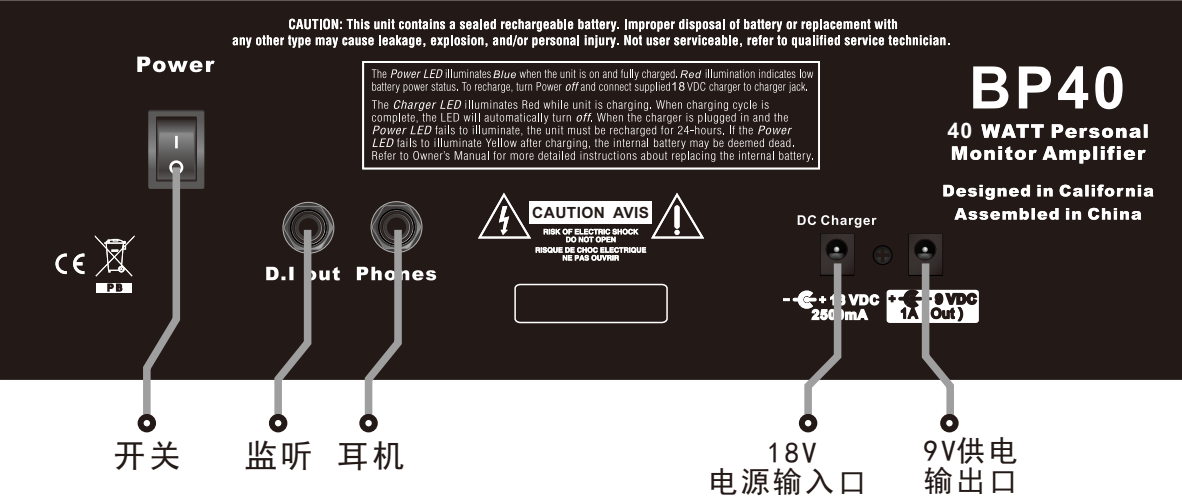 CAUTION: This unit contains a sealed rechargeable battery. Improper disposal of battery or replacement with
any other type may cause leakage, explosion, and/or personal injury. Not user serviceable, refer to qualified service technician.
Power
The Power LED illuminates Blue when the unit is on and fully charged. Red illumination indicates low
battery power status. To recharge, turn Power off and connect supplied 18 VDC charger to charger jack.
The Charger LED illuminates Red while unit is charging. When charging cycle is
complete, the LED will automatically turn off. When the charger is plugged in and the
Power LED fails to illuminate, the unit must be recharged for 24-hours. If the Power
LED fails to illuminate Yellow after charging, the internal battery may be deemed dead.
Refer to Owner's Manual for more detailed instructions about replacing the internal battery.
BP40
40 WATT Personal
Monitor Amplifier
Designed in California
Assembled in China
CAUTION AVIS
RISK OF ELECTRIC SHOCK
DO NOT OPEN
RISQUE DE CHOC ELECTRIQUE
NE PAS OUVRIR
DC Charger
CE
PB
D.I out
Phones
- + 18 VDC
2500mA
+ - 9 VDC
1A (Out)
开关
监听
耳机
18V
电源输入口
9V供电
输出口